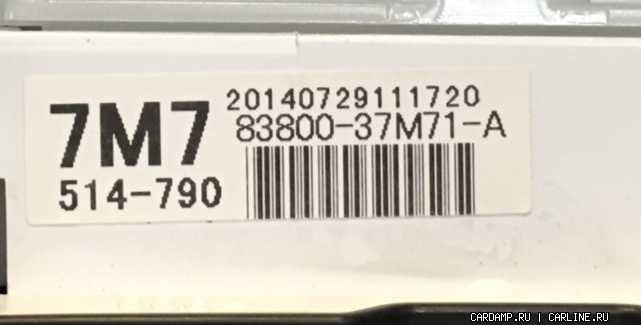 7M7
514-790
20140729111720
83800-37M71-A
CARDAMP.RU | CARLINE.RU